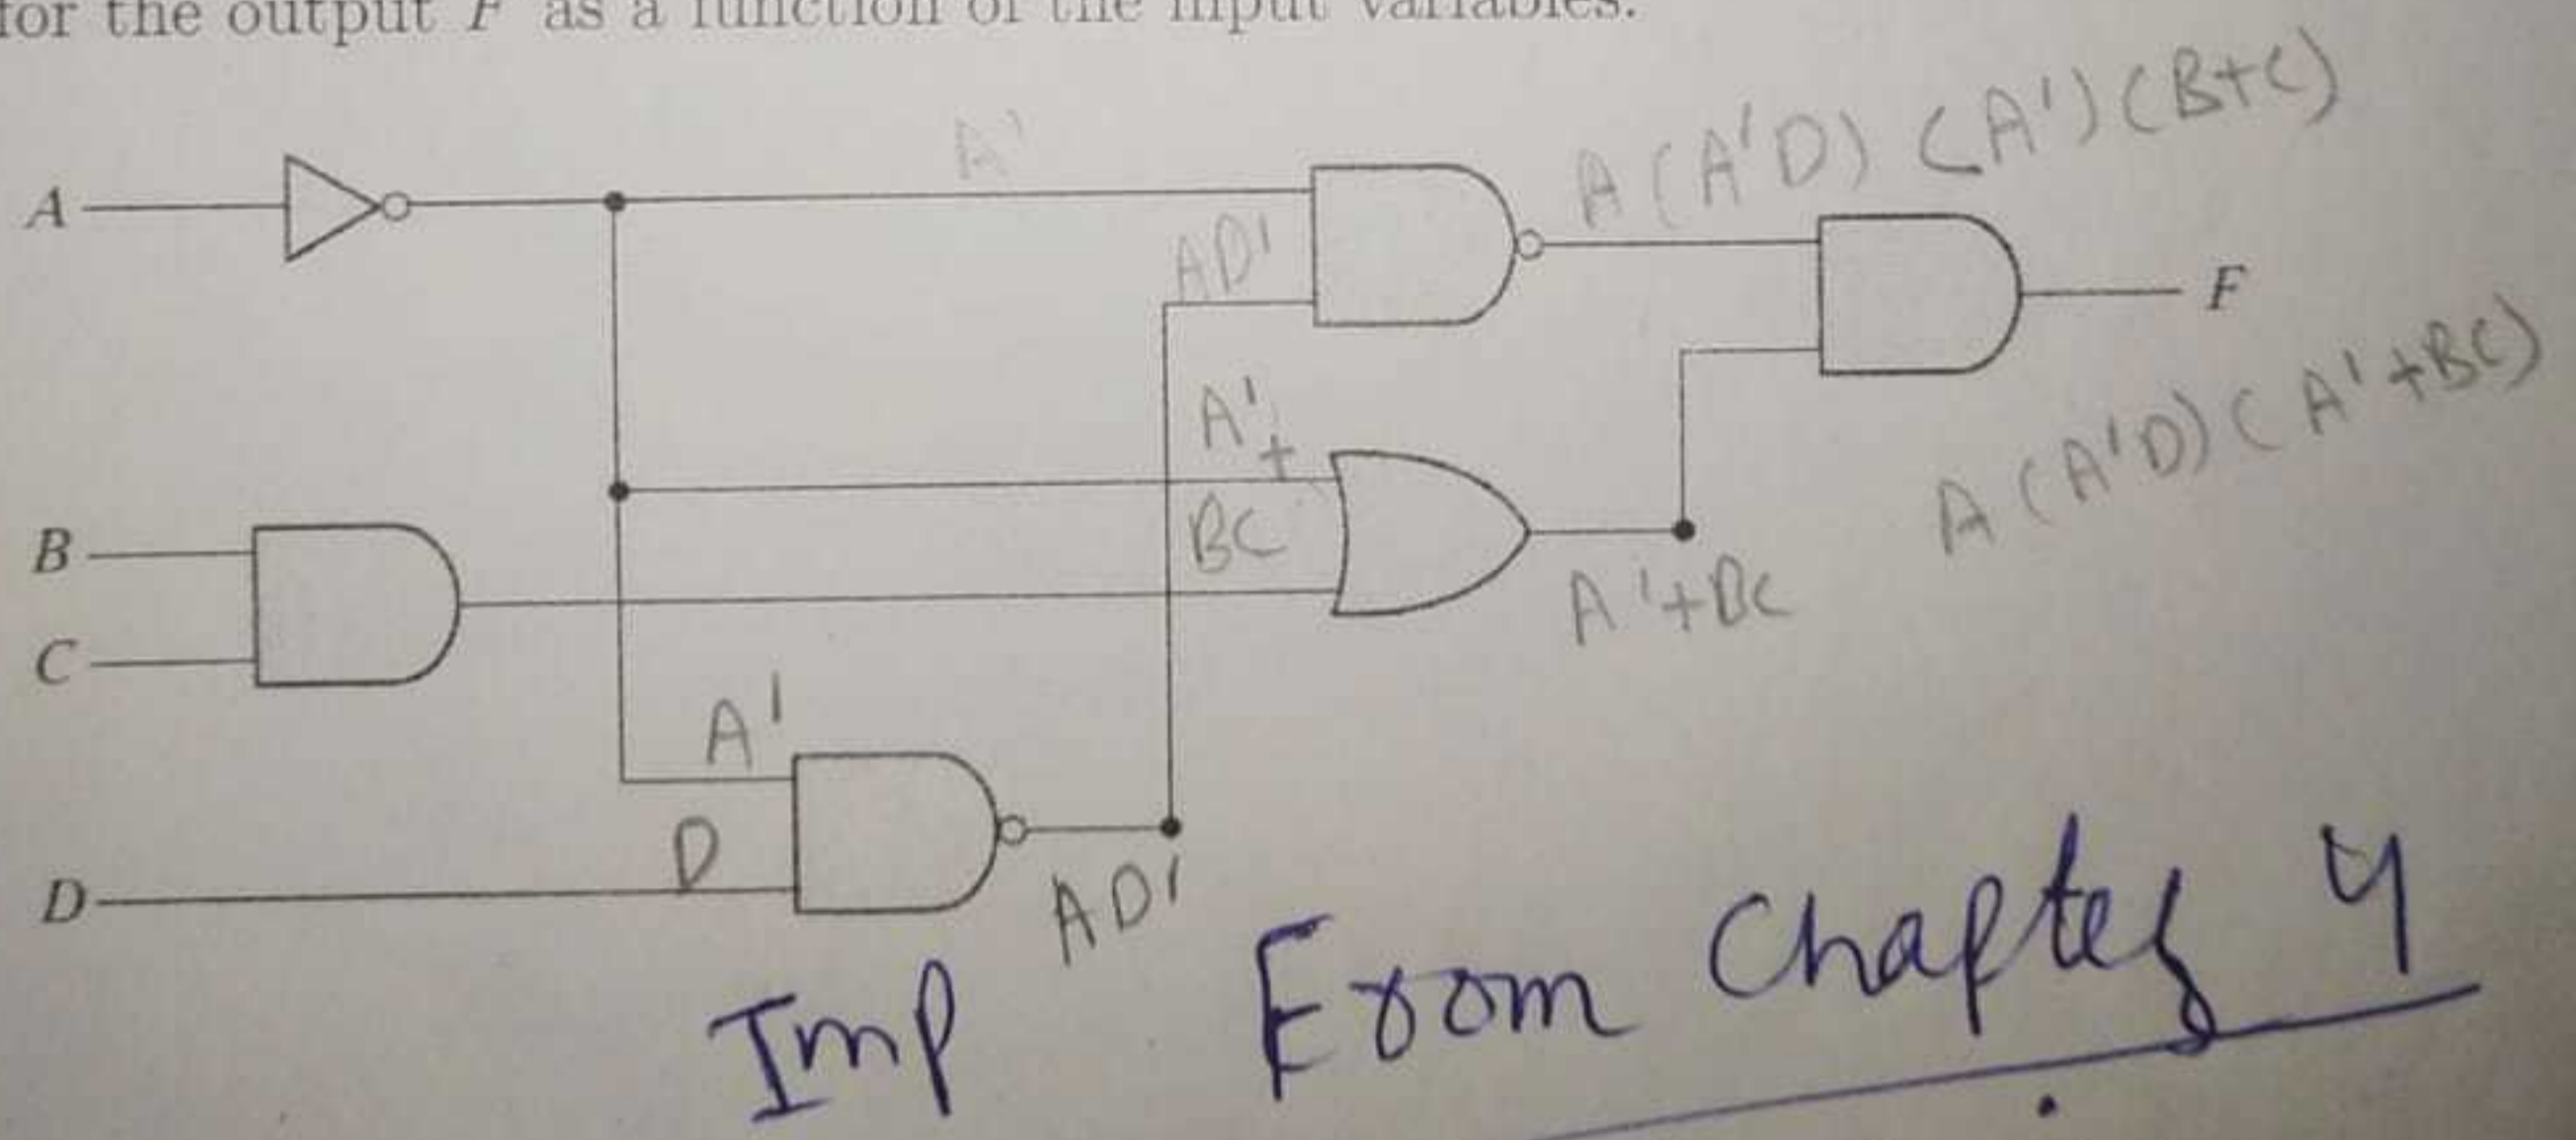 for the output F as a function of the input variables.
A' A(A'D) (A')(B+C)
A
AD'
F
A'
+
BC
A(A'D)(A'+BC)
B
A'+BC
C
A'
D
D
AD'
Imp From Chapter 4